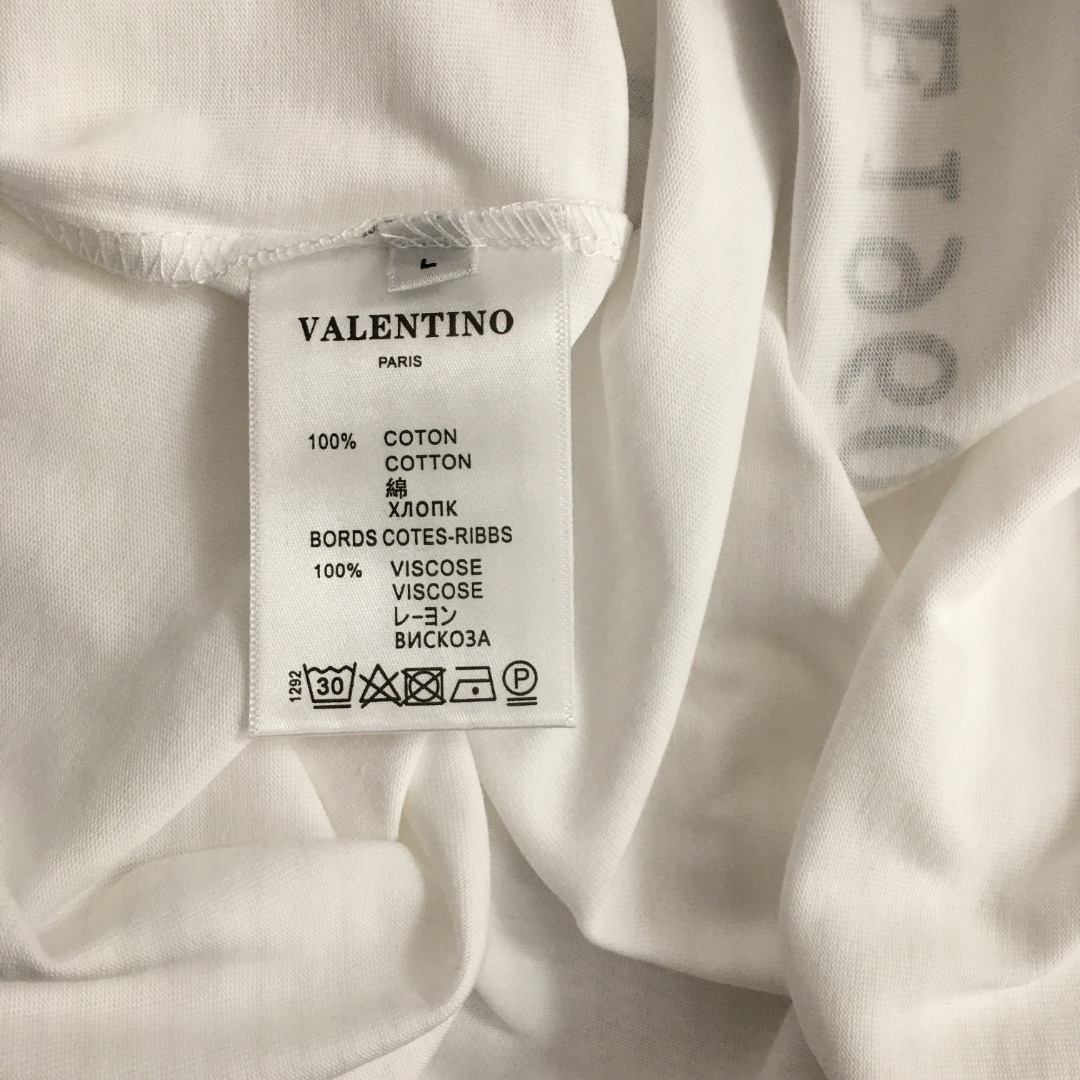 L
VALENTINO
PARIS
100% COTON
COTTON
綿
ХЛОПК
BORDS COTES-RIBBS
100% VISCOSE
VISCOSE
レーヨン
ВИСКОЗА
1292
30
P